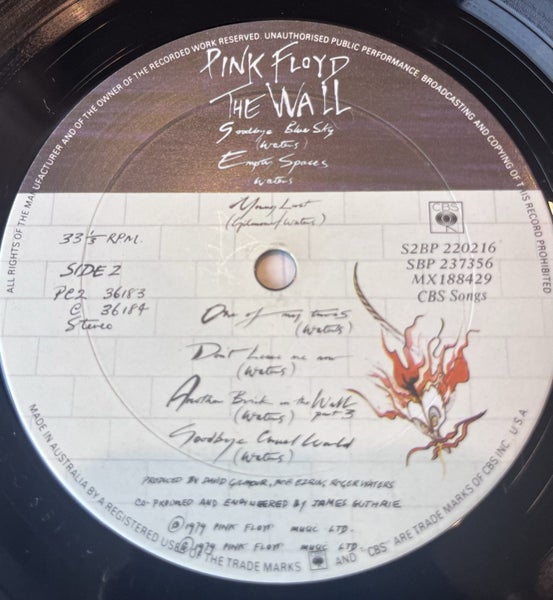 ALL RIGHTS OF THE MANUFACTURER AND OF THE OWNER OF THE RECORDED WORK RESERVED. UNAUTHORISED PUBLIC PERFORMANCE, BROADCASTING AND COPYING OF THIS RECORD PROHIBITED
PINK FLOYD
THE WALL
Goodbye Blue Sky
(Waters)
Empty Spaces
Waters
Young Lust
(Gilmour/Waters)
CBS
33 1/3 RPM.
SIDE 2
PC2 36183
C 36184
Stereo
S2BP 220216
SBP 237356
MX188429
CBS Songs
One of my turns
(Waters)
Don't leave me now
(Waters)
Another Brick in the Wall
(Waters) part 3
Goodbye Cruel World
(Waters)
PRODUCED BY DAVID GILMOUR, BOB EZRIN, ROGER WATERS
CO-PRODUCED AND ENGINEERED BY JAMES GUTHRIE
℗ 1979 PINK FLOYD MUSIC LTD.
© 1979 PINK FLOYD MUSIC LTD.
MADE IN AUSTRALIA BY A REGISTERED USER OF THE TRADE MARKS AND "CBS" ARE TRADE MARKS OF CBS INC U.S.A.